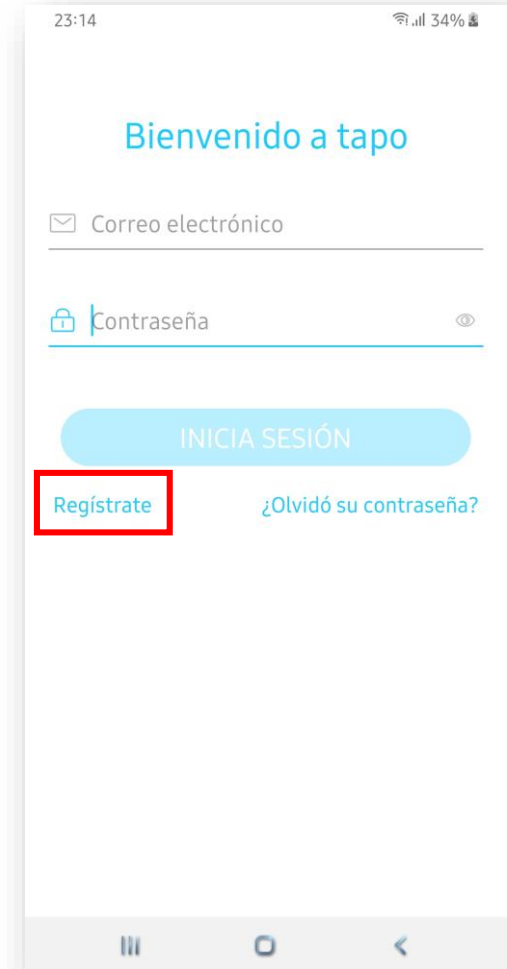 23:14 34%
Bienvenido a tapo
Correo electrónico
Contraseña
INICIA SESIÓN
Regístrate ¿Olvidó su contraseña?